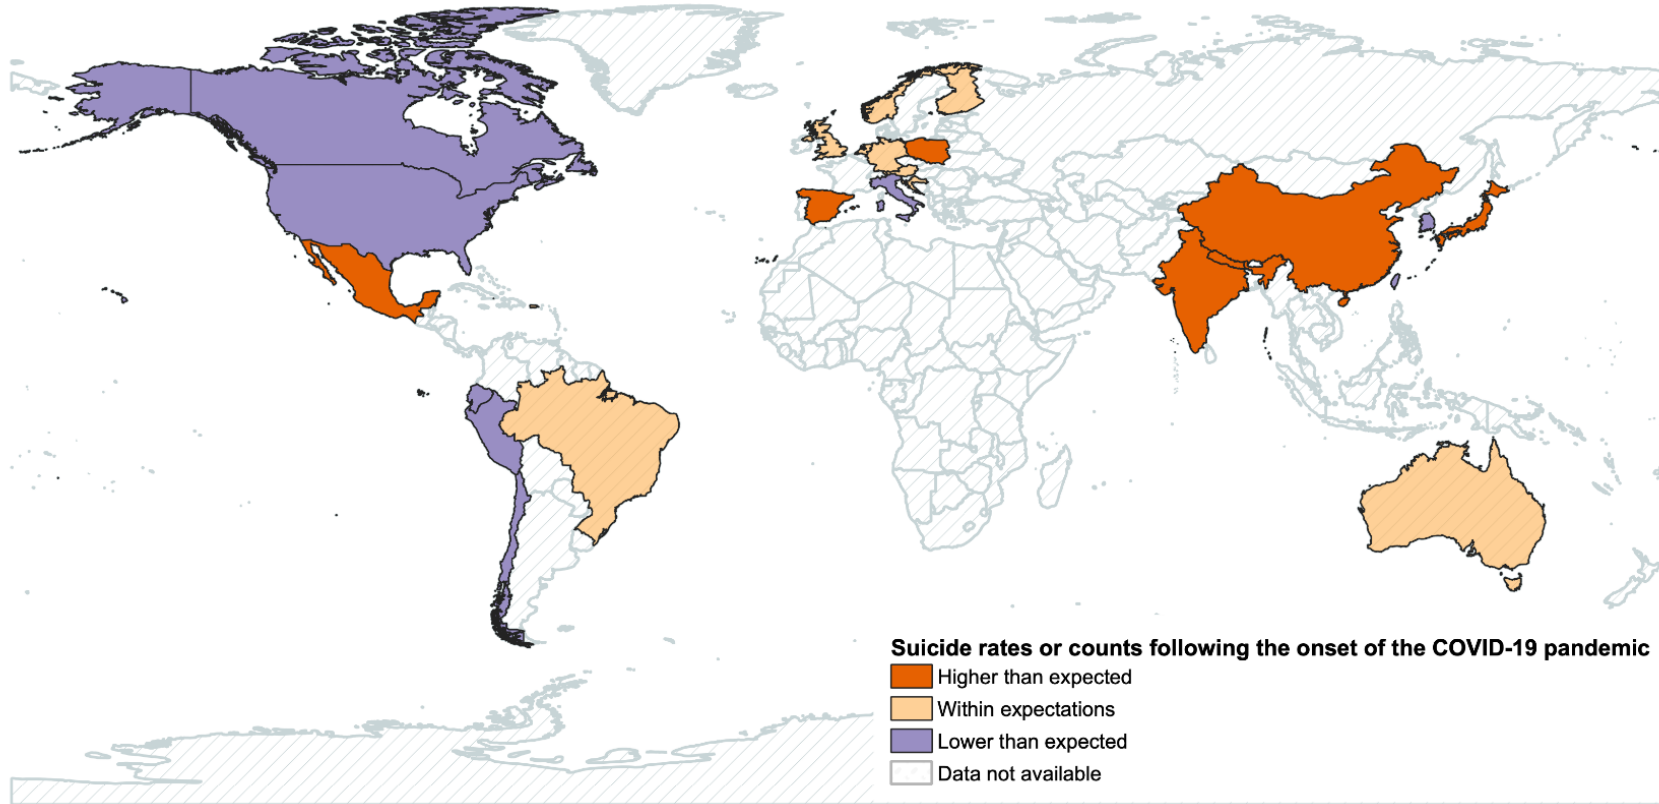 Suicide rates or counts following the onset of the COVID-19 pandemic
Higher than expected
Within expectations
Lower than expected
Data not available